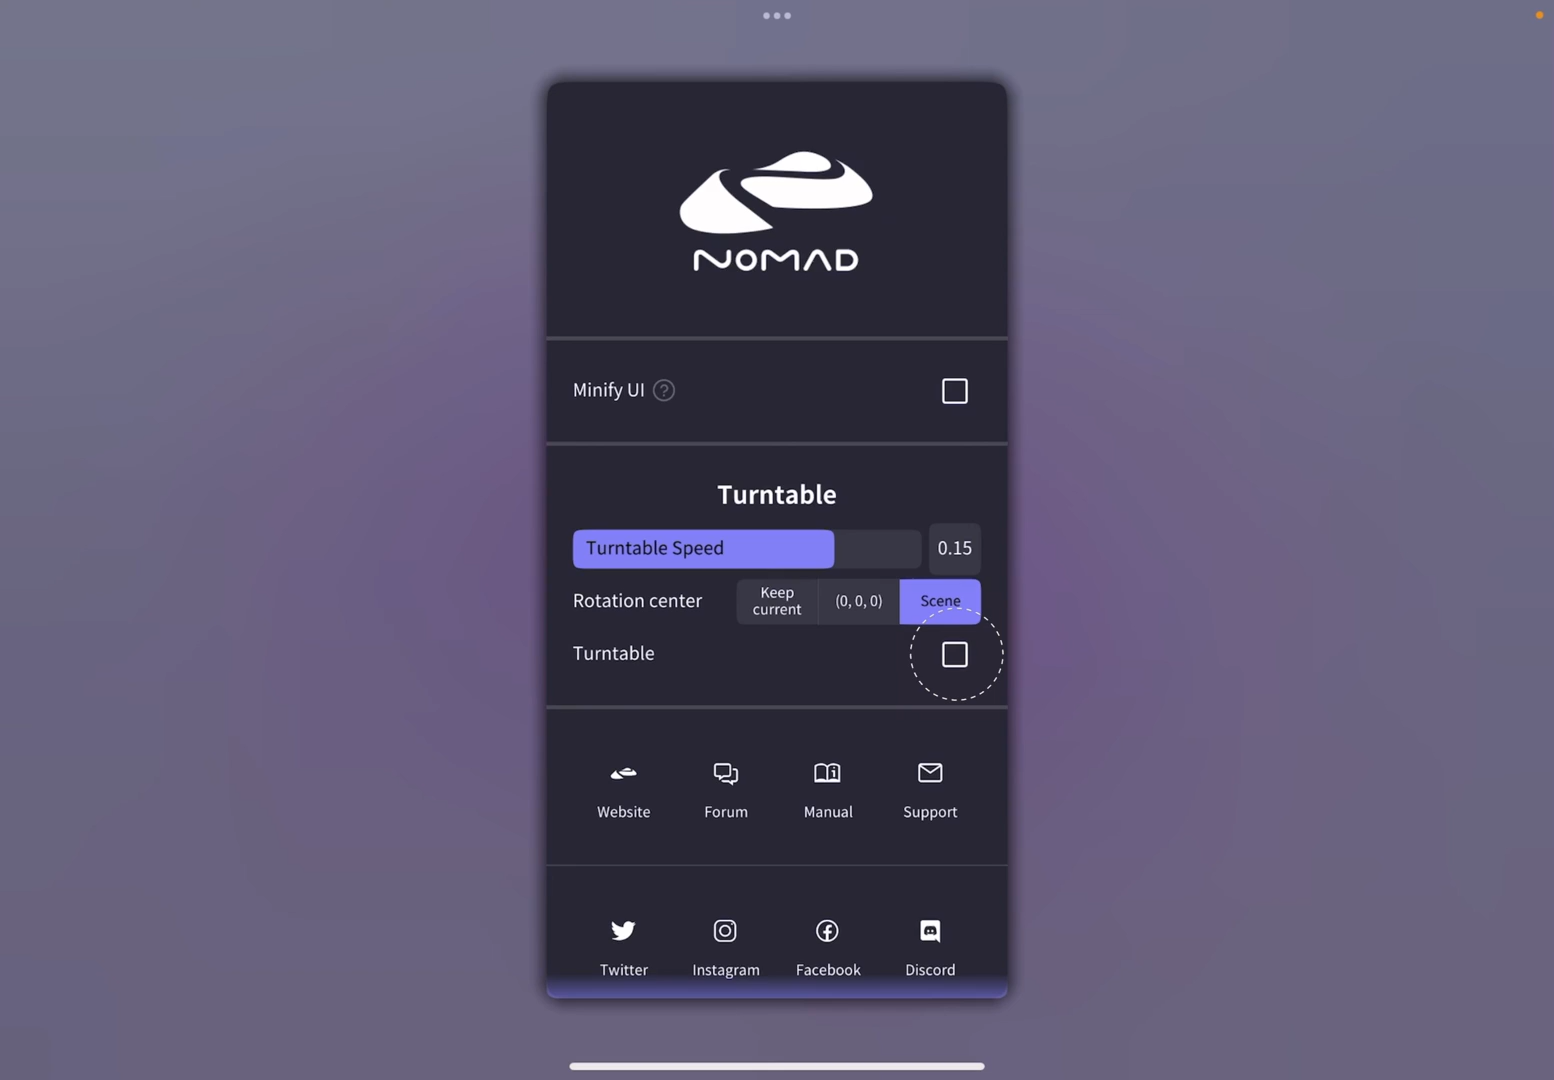 NOMAD
Minify UI ?
Turntable
Turntable Speed 0.15
Rotation center Keep current (0, 0, 0) Scene
Turntable
Website Forum Manual Support
Twitter Instagram Facebook Discord